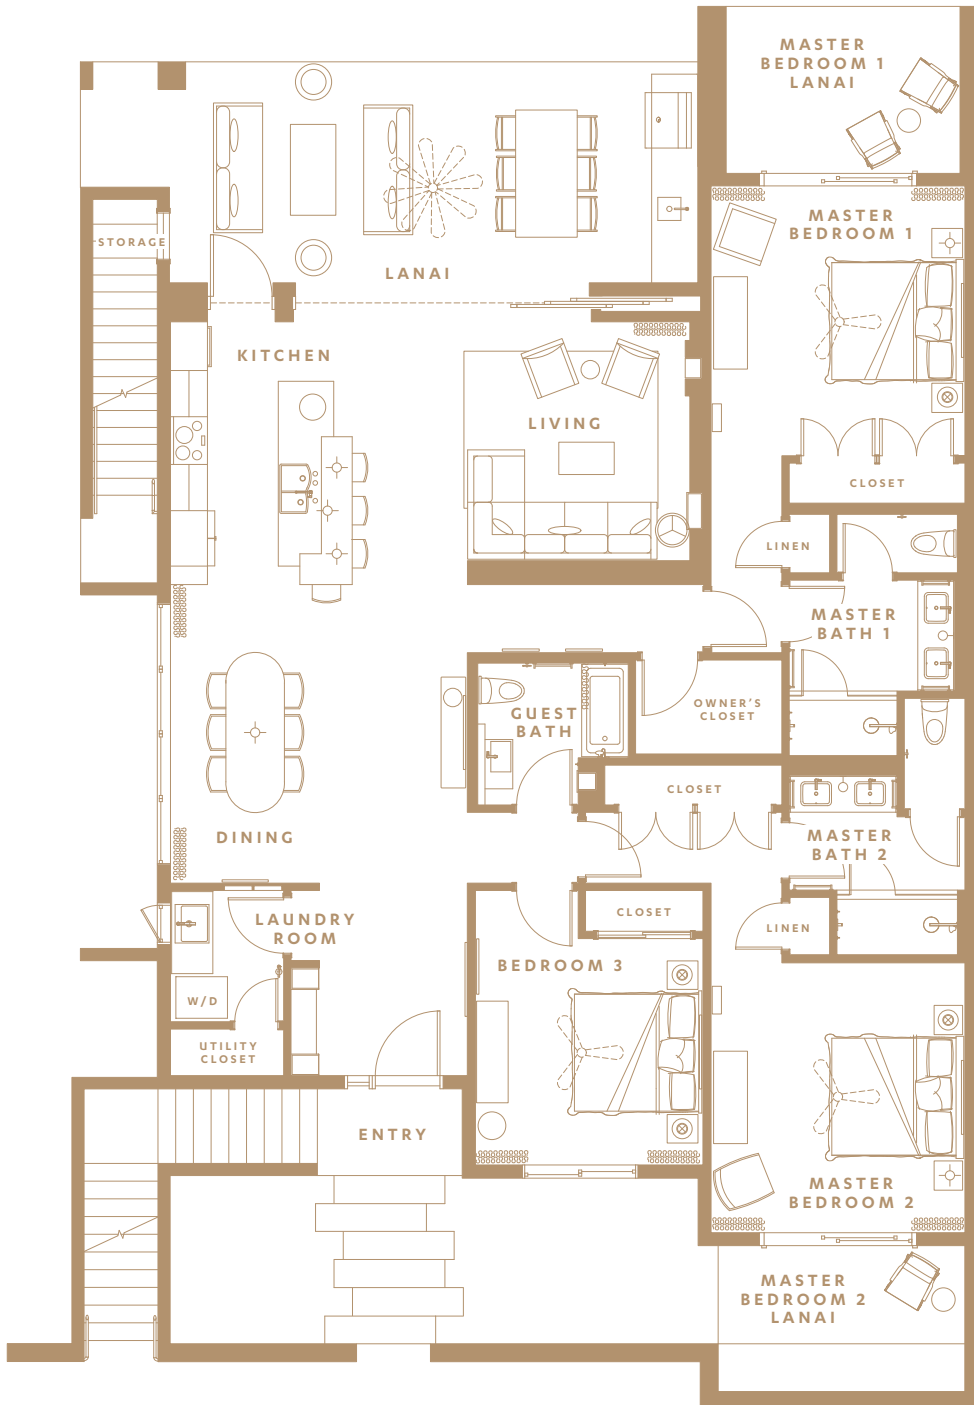 MASTER
BEDROOM 1
LANAI
MASTER
BEDROOM 1
STORAGE
LANAI
KITCHEN
LIVING
CLOSET
LINEN
MASTER
BATH 1
OWNER'S
CLOSET
GUEST
BATH
CLOSET
DINING
MASTER
BATH 2
LAUNDRY
ROOM
CLOSET
LINEN
BEDROOM 3
W/D
UTILITY
CLOSET
ENTRY
MASTER
BEDROOM 2
MASTER
BEDROOM 2
LANAI